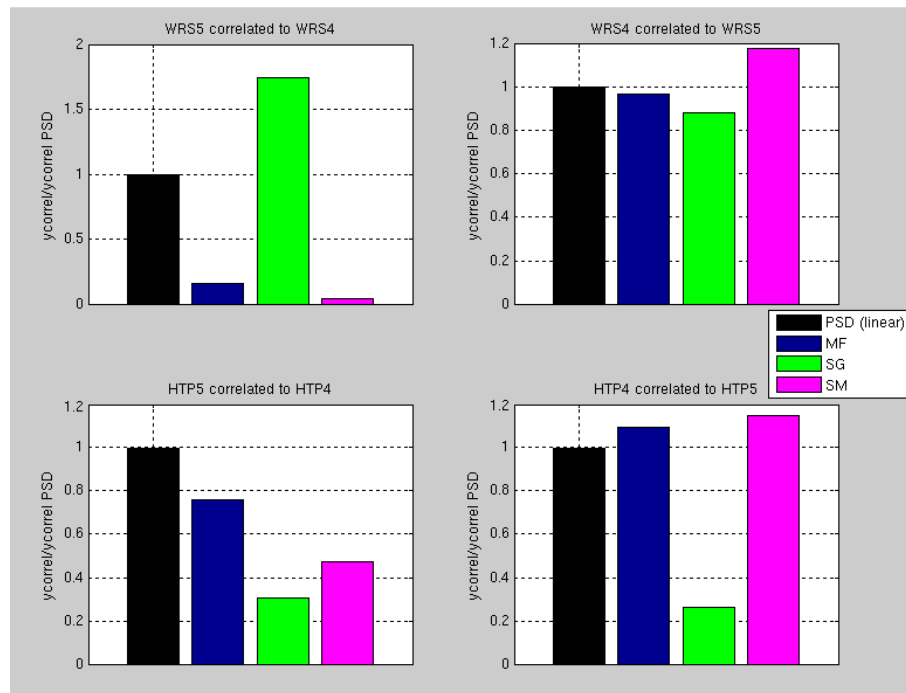 WRS5 correlated to WRS4
2
1.5
1
0.5
0
ycorrel/ycorrel PSD
WRS4 correlated to WRS5
1.2
1
0.8
0.6
0.4
0.2
0
ycorrel/ycorrel PSD
PSD (linear)
MF
SG
SM
HTP5 correlated to HTP4
1.2
1
0.8
0.6
0.4
0.2
0
ycorrel/ycorrel PSD
HTP4 correlated to HTP5
1.2
1
0.8
0.6
0.4
0.2
0
ycorrel/ycorrel PSD